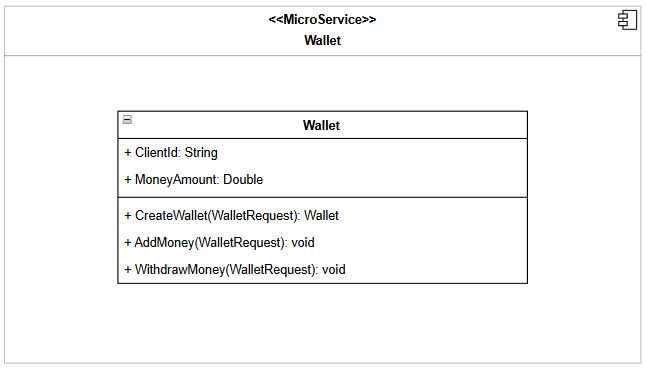 <<MicroService>>
Wallet
Wallet
+ ClientId: String
+ MoneyAmount: Double
+ CreateWallet(WalletRequest): Wallet
+ AddMoney(WalletRequest): void
+ WithdrawMoney(WalletRequest): void